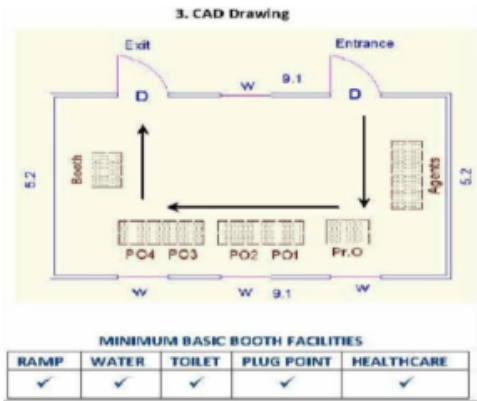 3. CAD Drawing
Exit Entrance
W 9.1
D D
5.2 Booth Agents 5.2
PO4 PO3 PO2 PO1 Pr.O
W W 9.1 W
MINIMUM BASIC BOOTH FACILITIES
RAMP WATER TOILET PLUG POINT HEALTHCARE
✓ ✓ ✓ ✓ ✓